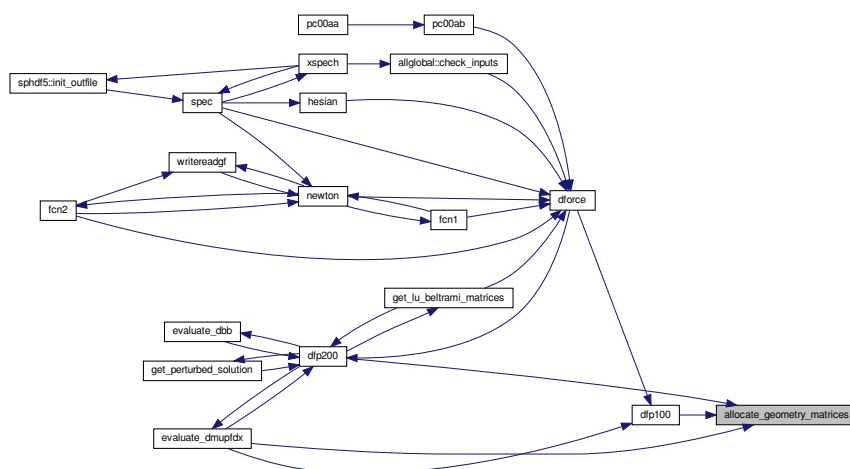 pc00aa
pc00ab
xspech
allglobal::check_inputs
sphdf5::init_outfile
spec
hesian
writereadgf
newton
dforce
fcn2
fcn1
get_lu_beltrami_matrices
evaluate_dbb
dfp200
get_perturbed_solution
dfp100
allocate_geometry_matrices
evaluate_dmupfdx